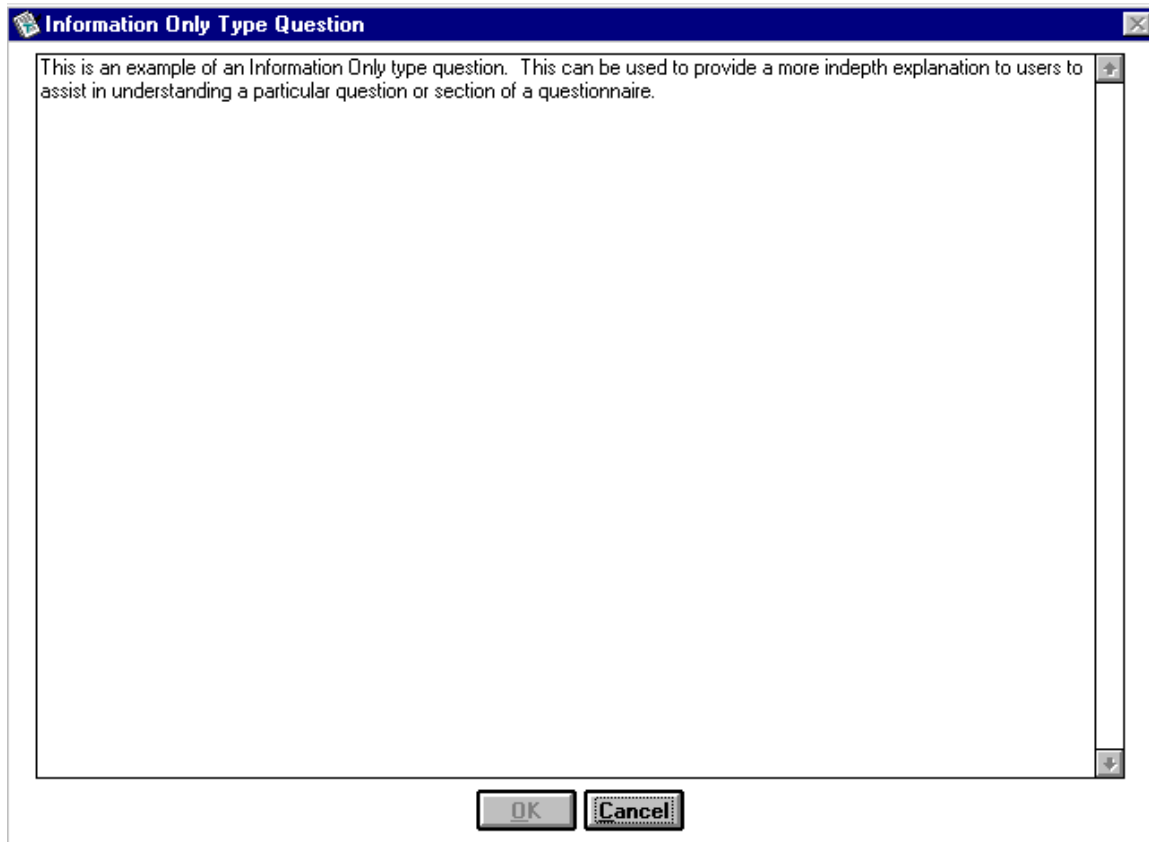 Information Only Type Question
This is an example of an Information Only type question.  This can be used to provide a more indepth explanation to users to
assist in understanding a particular question or section of a questionnaire.
OK Cancel